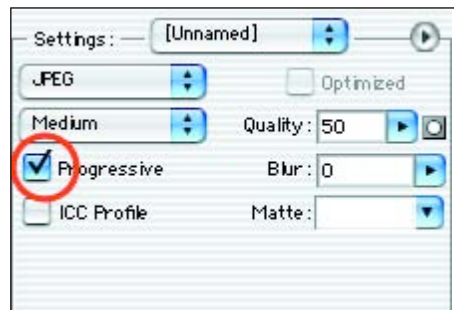 Settings: [Unnamed]
JPEG Optimized
Medium Quality: 50
Progressive Blur: 0
ICC Profile Matte: